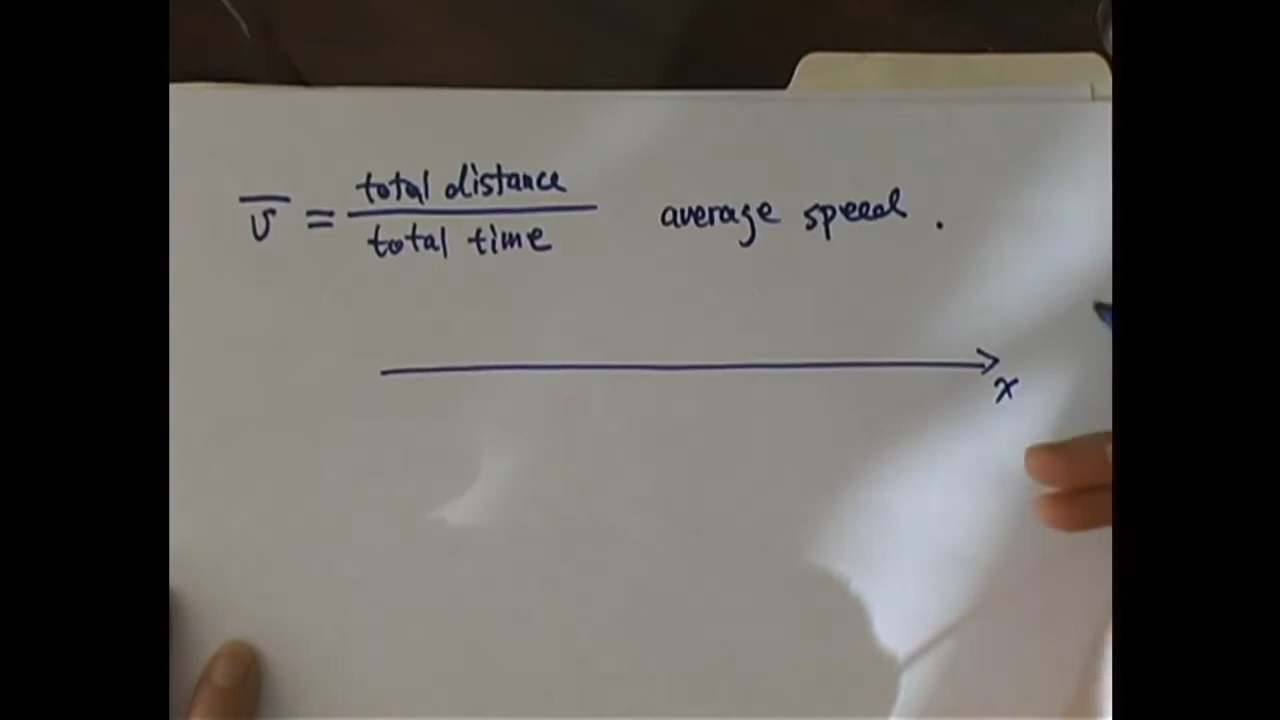 v̅ = total distance / total time average speed .
x